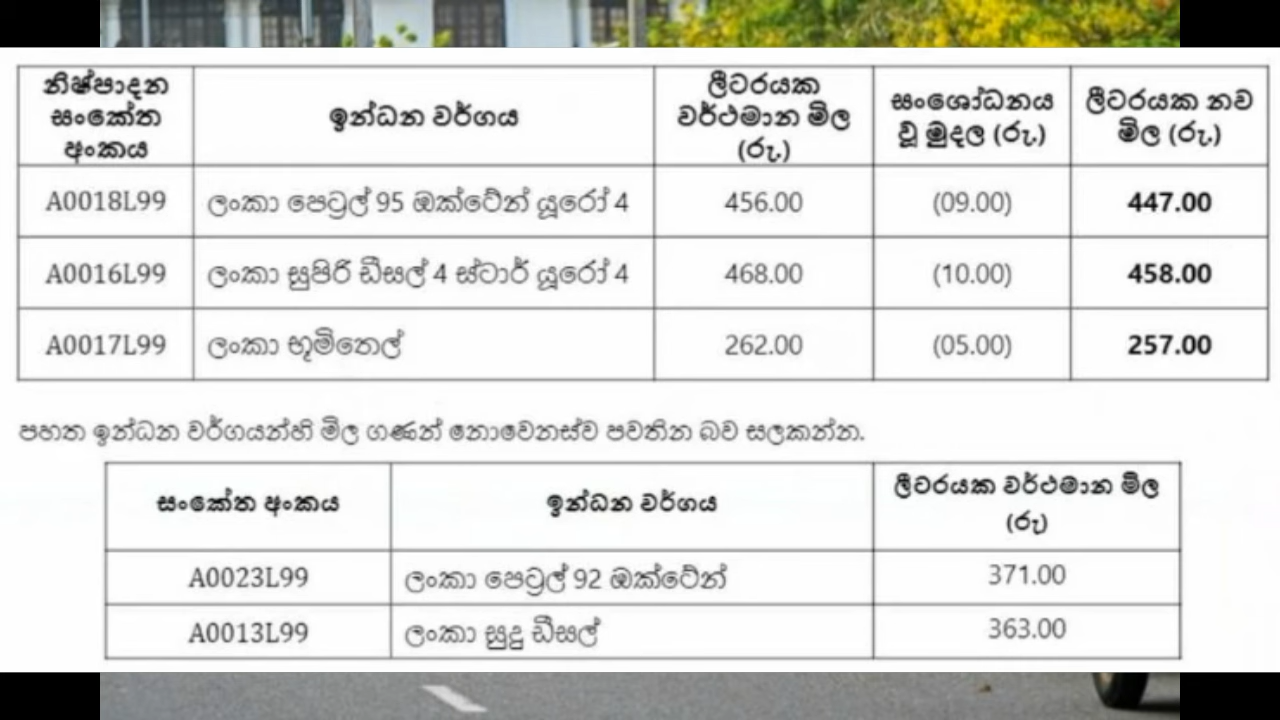 නිෂ්පාදන සංකේත අංකය	ඉන්ධන වර්ගය	ලීටරයක වර්ථමාන මිල (රු.)	සංශෝධනය වූ මුදල (රු.)	ලීටරයක නව මිල (රු.)
A0018L99	ලංකා පෙට්‍රල් 95 ඔක්ටේන් යූරෝ 4	456.00	(09.00)	447.00
A0016L99	ලංකා සුපිරි ඩීසල් 4 ස්ටාර් යූරෝ 4	468.00	(10.00)	458.00
A0017L99	ලංකා භූමිතෙල්	262.00	(05.00)	257.00
පහත ඉන්ධන වර්ගයන්හි මිල ගණන් නොවෙනස්ව පවතින බව සලකන්න.
සංකේත අංකය	ඉන්ධන වර්ගය	ලීටරයක වර්ථමාන මිල (රු)
A0023L99	ලංකා පෙට්‍රල් 92 ඔක්ටේන්	371.00
A0013L99	ලංකා සුදු ඩීසල්	363.00